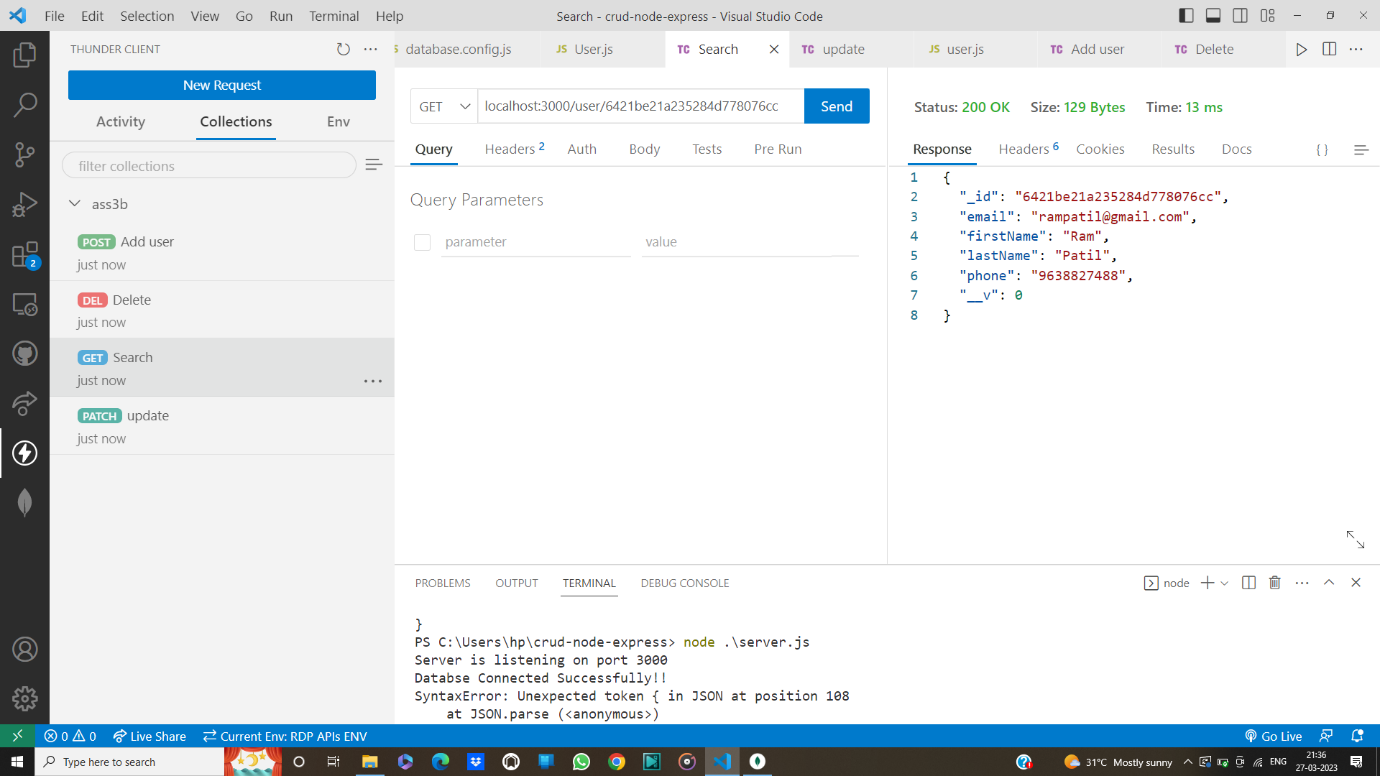 File Edit Selection View Go Run Terminal Help
Search - crud-node-express - Visual Studio Code
THUNDER CLIENT
New Request
Activity Collections Env
filter collections
ass3b
POST Add user
just now
DEL Delete
just now
GET Search
just now
PATCH update
just now
2
JS database.config.js JS User.js TC Search TC update JS user.js TC Add user TC Delete
GET localhost:3000/user/6421be21a235284d778076cc Send
Query Headers 2 Auth Body Tests Pre Run
Query Parameters
parameter value
Status: 200 OK Size: 129 Bytes Time: 13 ms
Response Headers 6 Cookies Results Docs { }
1 {
2 "_id": "6421be21a235284d778076cc",
3 "email": "rampatil@gmail.com",
4 "firstName": "Ram",
5 "lastName": "Patil",
6 "phone": "9638827488",
7 "__v": 0
8 }
PROBLEMS OUTPUT TERMINAL DEBUG CONSOLE
node
}
PS C:\Users\hp\crud-node-express> node .\server.js
Server is listening on port 3000
Databse Connected Successfully!!
SyntaxError: Unexpected token { in JSON at position 108
at JSON.parse (<anonymous>)
0 0 Live Share Current Env: RDP APIs ENV Go Live
Type here to search
31°C Mostly sunny ENG
21:36
27-03-2023